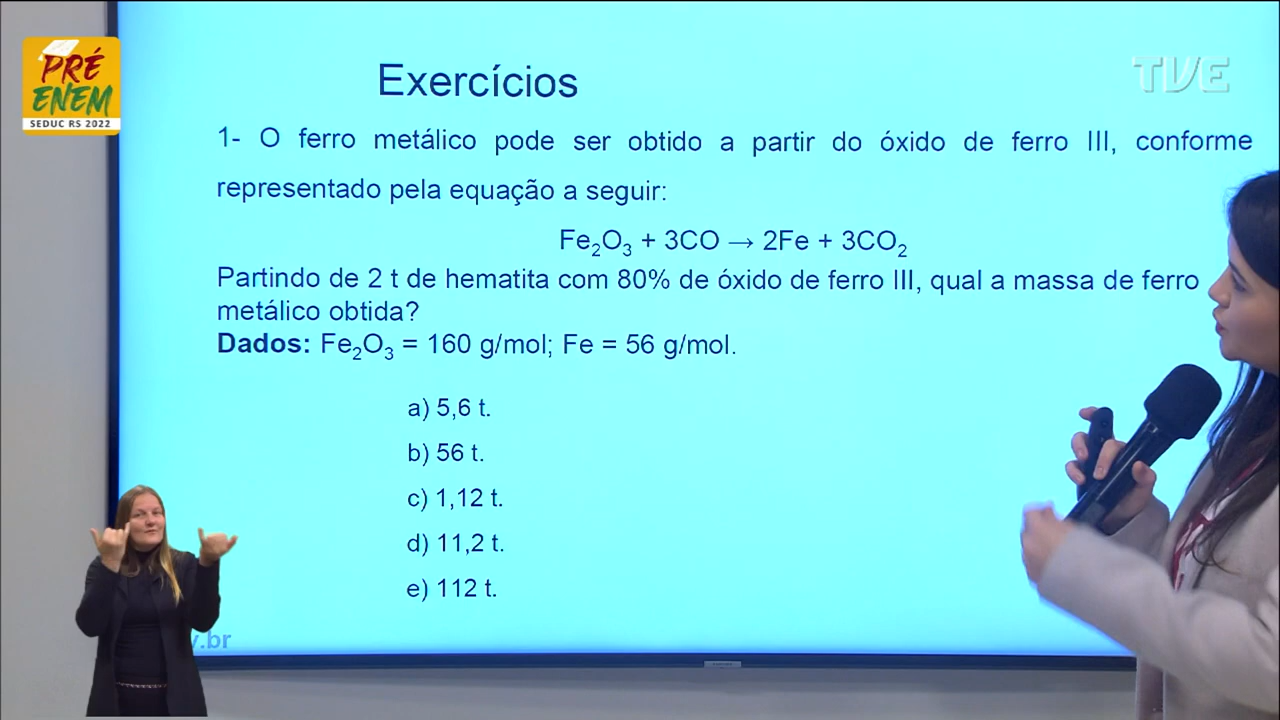 PRÉ
ENEM
SEDUC RS 2022
TVE
Exercícios
1- O ferro metálico pode ser obtido a partir do óxido de ferro III, conforme
representado pela equação a seguir:
Fe₂O₃ + 3CO → 2Fe + 3CO₂
Partindo de 2 t de hematita com 80% de óxido de ferro III, qual a massa de ferro
metálico obtida?
Dados: Fe₂O₃ = 160 g/mol; Fe = 56 g/mol.
a) 5,6 t.
b) 56 t.
c) 1,12 t.
d) 11,2 t.
e) 112 t.
.br